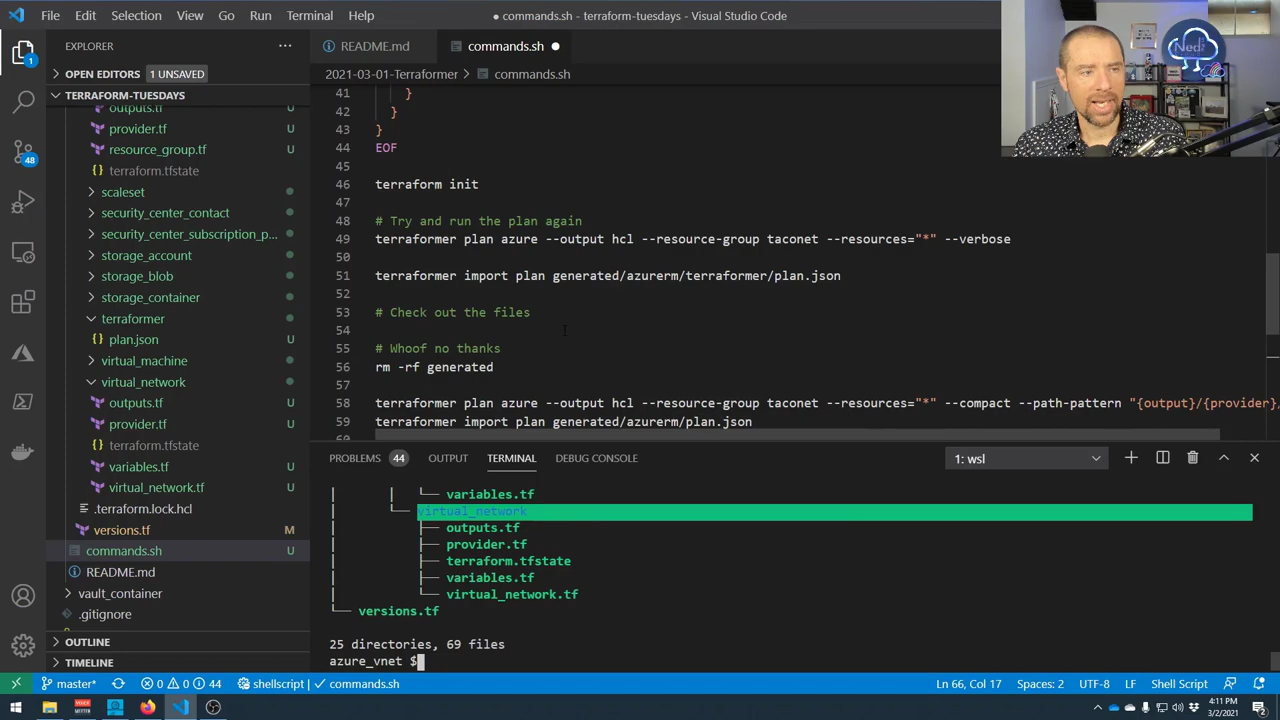 File Edit Selection View Go Run Terminal Help
● commands.sh - terraform-tuesdays - Visual Studio Code
Ned
EXPLORER
README.md
commands.sh
1
OPEN EDITORS 1 UNSAVED
2021-03-01-Terraformer > commands.sh
TERRAFORM-TUESDAYS
outputs.tf U
provider.tf U
resource_group.tf U
terraform.tfstate
scaleset
security_center_contact
security_center_subscription_p...
storage_account
storage_blob
storage_container
terraformer
plan.json U
virtual_machine
virtual_network
outputs.tf U
provider.tf U
terraform.tfstate
variables.tf U
virtual_network.tf U
.terraform.lock.hcl
versions.tf M
commands.sh U
README.md
vault_container
.gitignore
OUTLINE
TIMELINE
48
41 }
42 }
43 }
44 EOF
45
46 terraform init
47
48 # Try and run the plan again
49 terraformer plan azure --output hcl --resource-group taconet --resources="*" --verbose
50
51 terraformer import plan generated/azurerm/terraformer/plan.json
52
53 # Check out the files
54
55 # Whoof no thanks
56 rm -rf generated
57
58 terraformer plan azure --output hcl --resource-group taconet --resources="*" --compact --path-pattern "{output}/{provider}
59 terraformer import plan generated/azurerm/plan.json
60
PROBLEMS 44 OUTPUT TERMINAL DEBUG CONSOLE 1: wsl
│ │ └── variables.tf
│ └── virtual_network
│ ├── outputs.tf
│ ├── provider.tf
│ ├── terraform.tfstate
│ ├── variables.tf
│ └── virtual_network.tf
└── versions.tf
25 directories, 69 files
azure_vnet $
master* 0 0 44 shellscript commands.sh Ln 66, Col 17 Spaces: 2 UTF-8 LF Shell Script
4:11 PM
3/2/2021
2